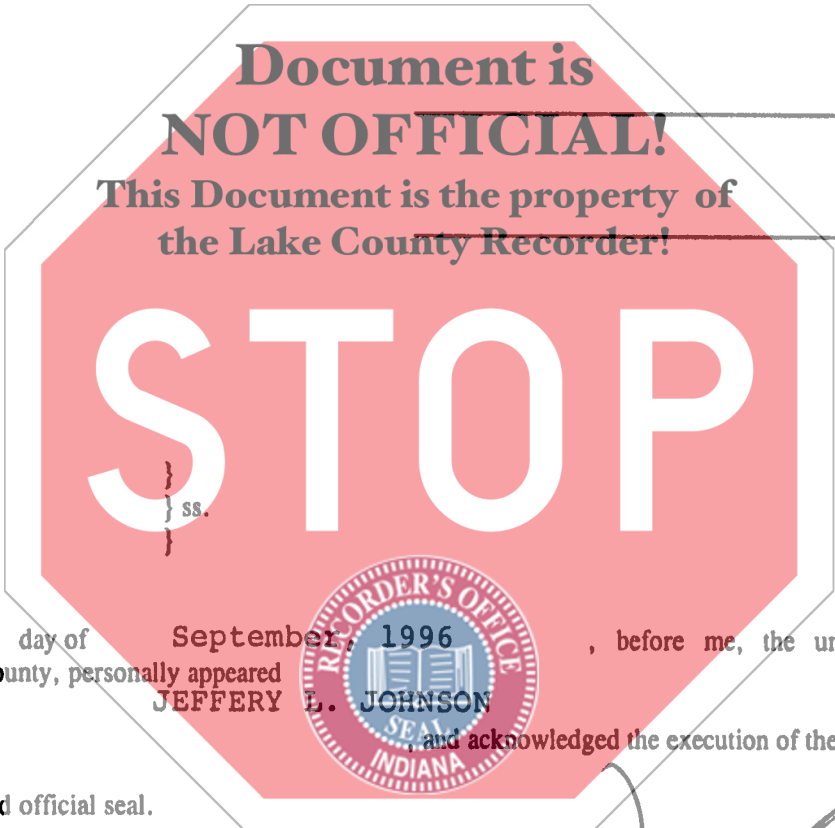 Document is
NOT OFFICIAL!
This Document is the property of
the Lake County Recorder!
STOP
}
} ss.
}
RECORDER'S OFFICE
SEAL
INDIANA
day of September, 1996 , before me, the
ounty, personally appeared
JEFFERY L. JOHNSON
, and acknowledged the execution of the
d official seal.